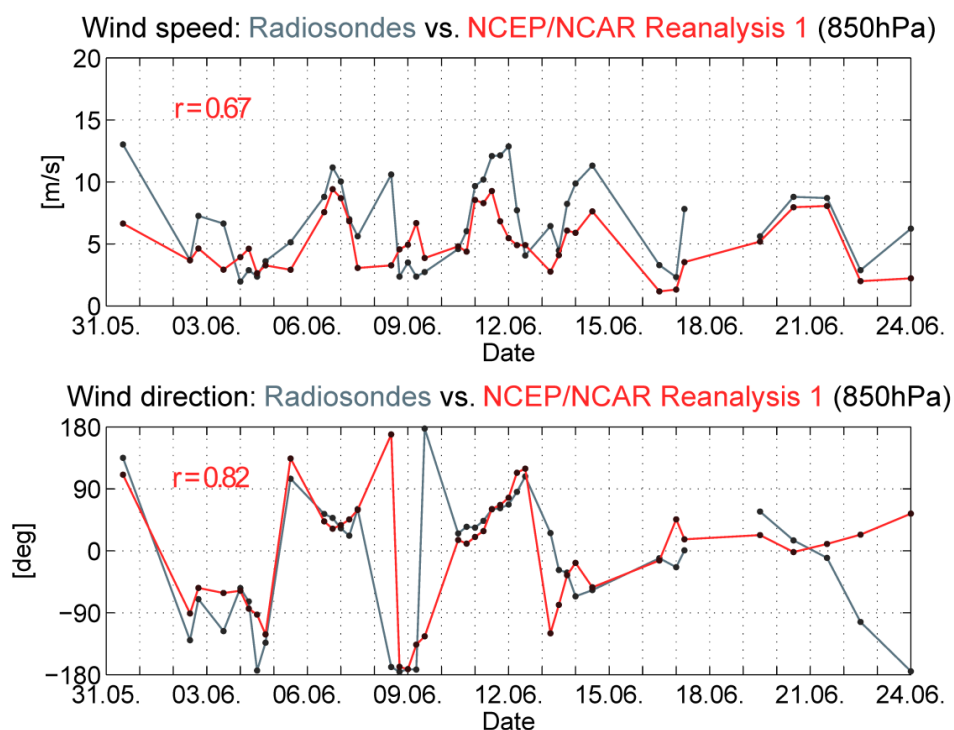 Wind speed: Radiosondes vs. NCEP/NCAR Reanalysis 1 (850hPa)
20
r=0.67
15
[m/s]
10
5
0
31.05. 03.06. 06.06. 09.06. 12.06. 15.06. 18.06. 21.06. 24.06.
Date
Wind direction: Radiosondes vs. NCEP/NCAR Reanalysis 1 (850hPa)
180
r=0.82
90
[deg]
0
−90
−180
31.05. 03.06. 06.06. 09.06. 12.06. 15.06. 18.06. 21.06. 24.06.
Date